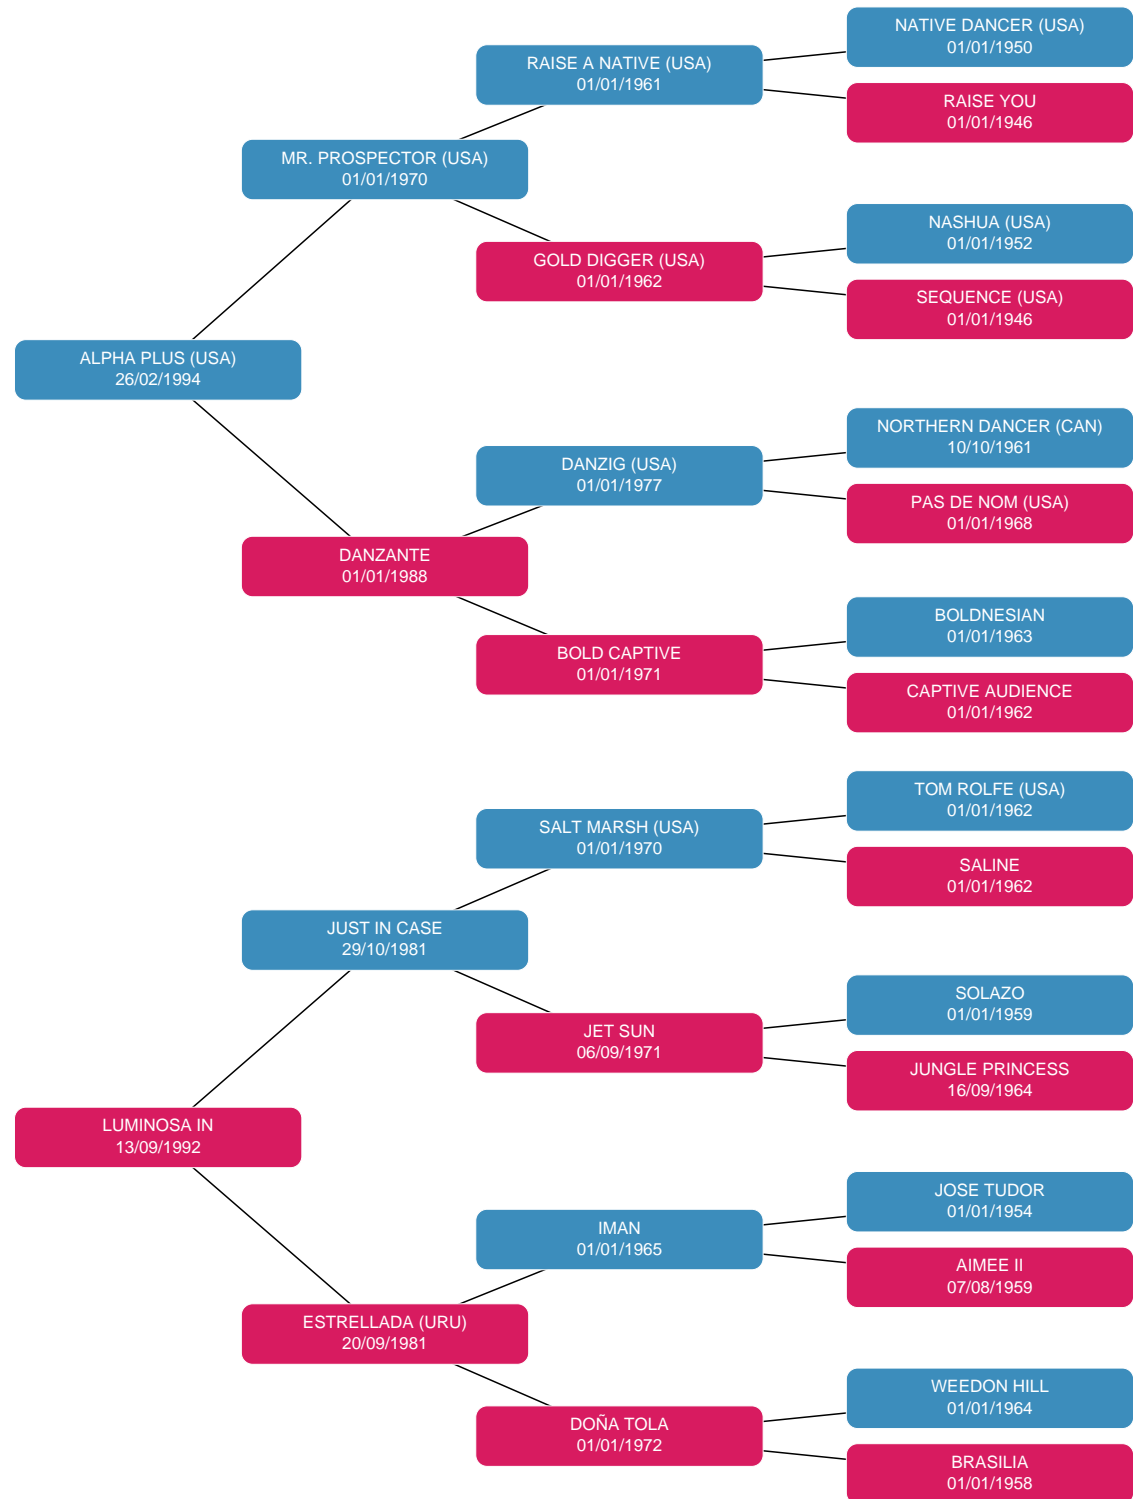 NATIVE DANCER (USA)
01/01/1950
RAISE A NATIVE (USA)
01/01/1961
RAISE YOU
01/01/1946
MR. PROSPECTOR (USA)
01/01/1970
NASHUA (USA)
01/01/1952
GOLD DIGGER (USA)
01/01/1962
SEQUENCE (USA)
01/01/1946
ALPHA PLUS (USA)
26/02/1994
NORTHERN DANCER (CAN)
10/10/1961
DANZIG (USA)
01/01/1977
PAS DE NOM (USA)
01/01/1968
DANZANTE
01/01/1988
BOLDNESIAN
01/01/1963
BOLD CAPTIVE
01/01/1971
CAPTIVE AUDIENCE
01/01/1962
TOM ROLFE (USA)
01/01/1962
SALT MARSH (USA)
01/01/1970
SALINE
01/01/1962
JUST IN CASE
29/10/1981
SOLAZO
01/01/1959
JET SUN
06/09/1971
JUNGLE PRINCESS
16/09/1964
LUMINOSA IN
13/09/1992
JOSE TUDOR
01/01/1954
IMAN
01/01/1965
AIMEE II
07/08/1959
ESTRELLADA (URU)
20/09/1981
WEEDON HILL
01/01/1964
DOÑA TOLA
01/01/1972
BRASILIA
01/01/1958